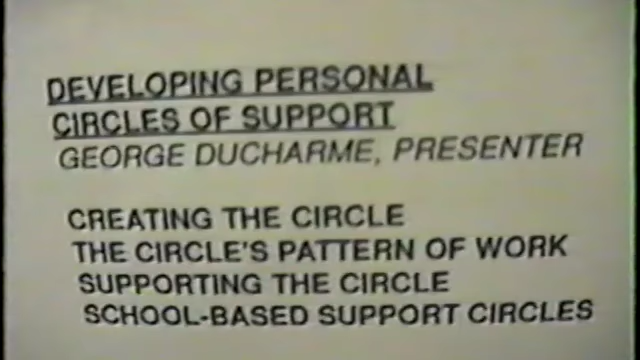 DEVELOPING PERSONAL
CIRCLES OF SUPPORT
GEORGE DUCHARME, PRESENTER
CREATING THE CIRCLE
THE CIRCLE'S PATTERN OF WORK
SUPPORTING THE CIRCLE
SCHOOL-BASED SUPPORT CIRCLES